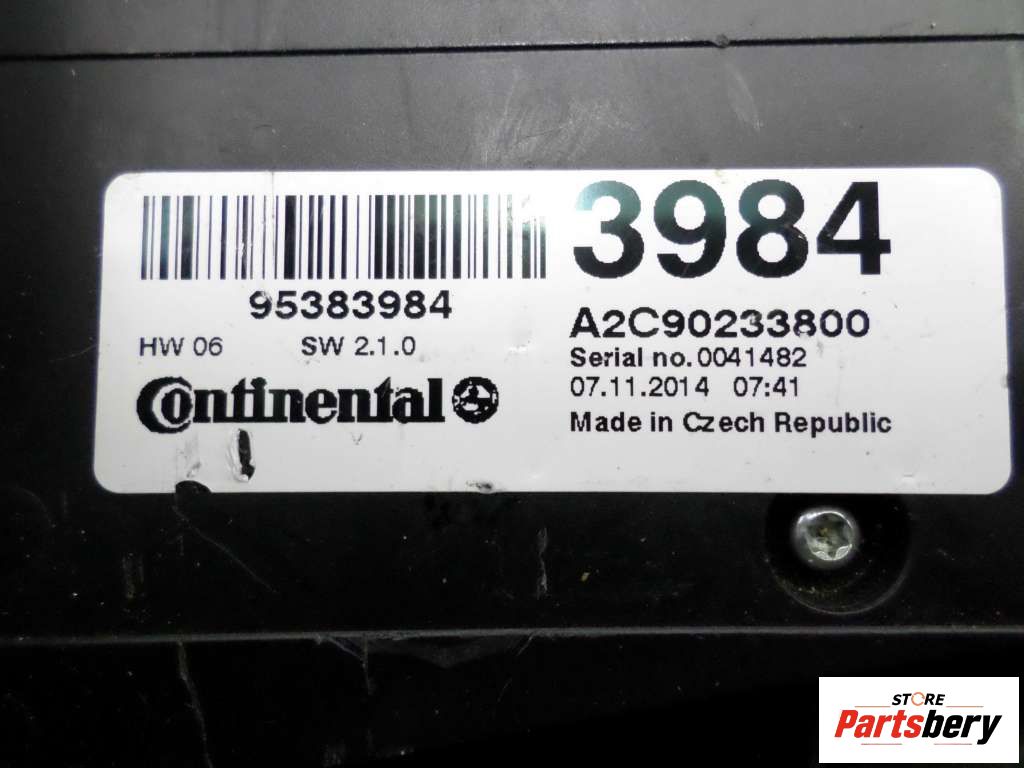 3984
95383984
HW 06 SW 2.1.0
Continental
A2C90233800
Serial no.0041482
07.11.2014 07:41
Made in Czech Republic
STORE
Partsbery